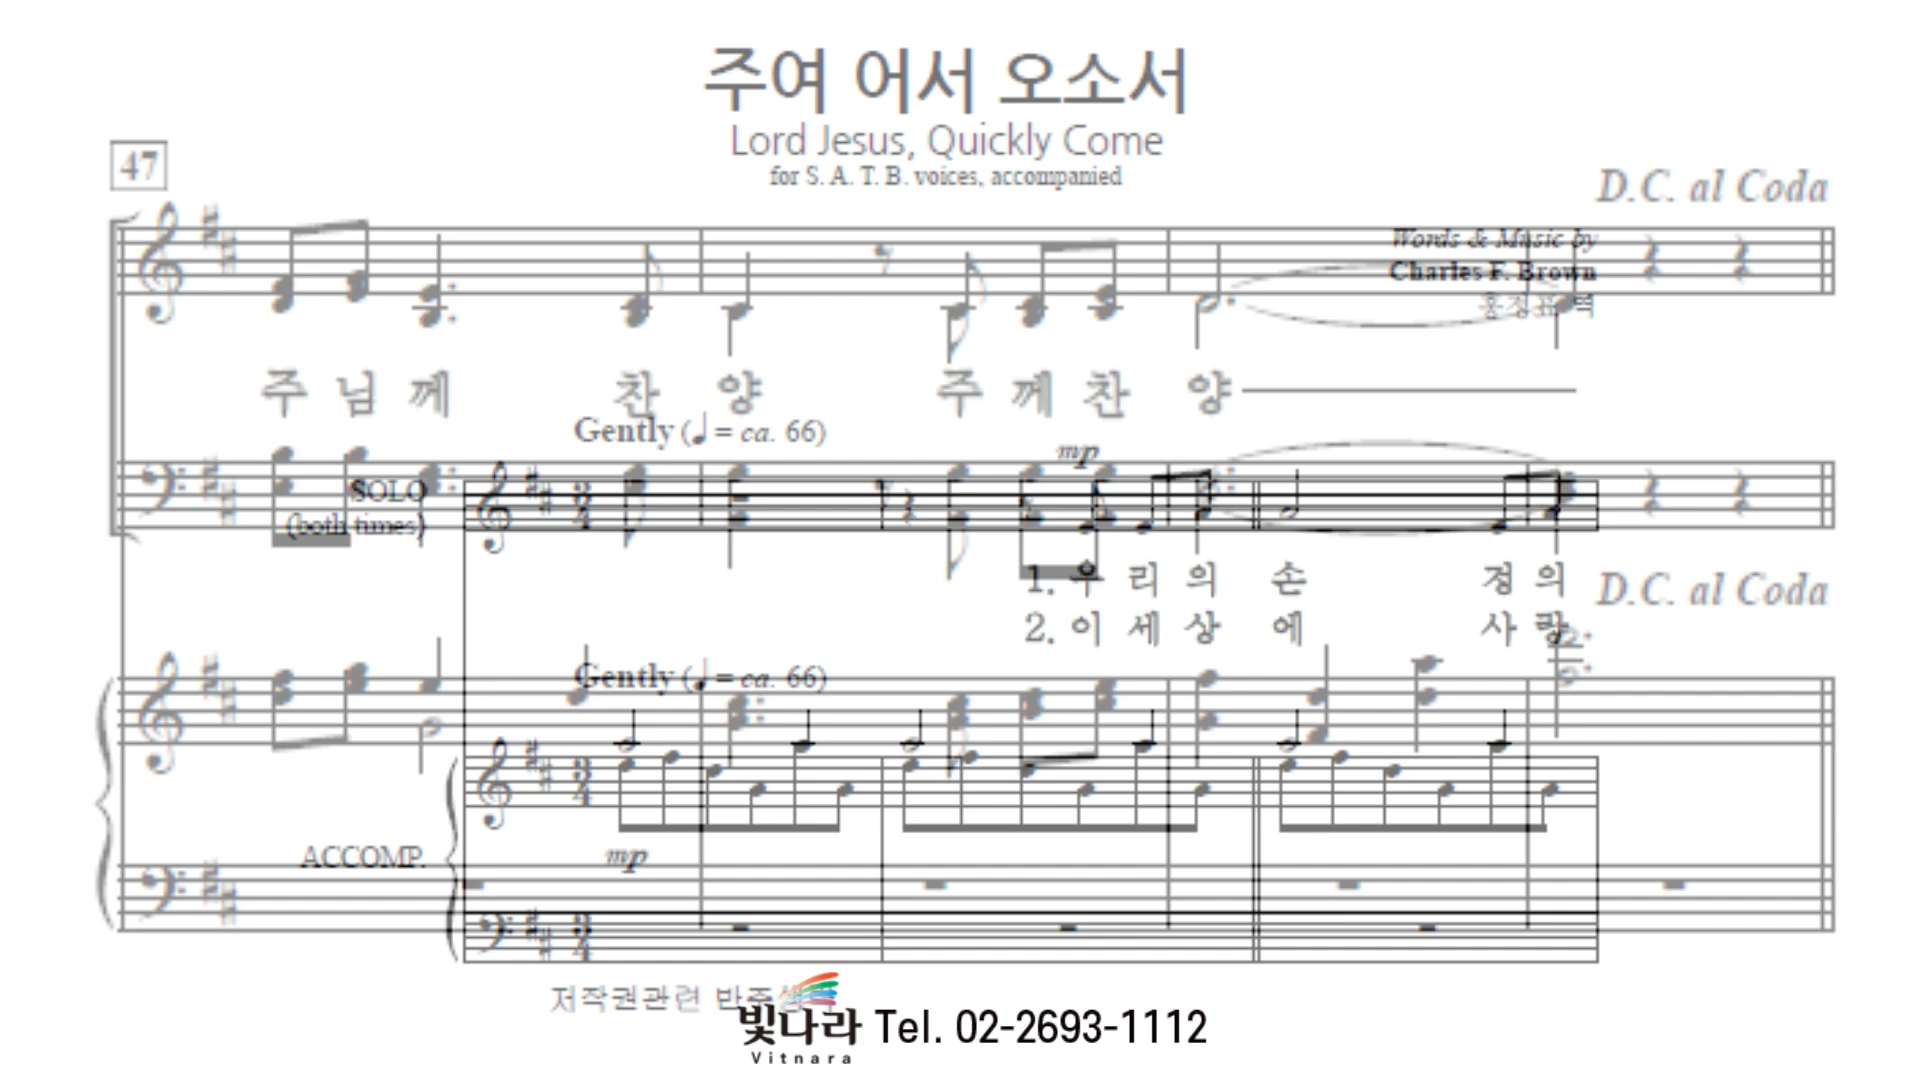 주여 어서 오소서
Lord Jesus, Quickly Come
for S. A. T. B. voices, accompanied
47
D.C. al Coda
Words & Music by
Charles F. Brown
주 님 께 찬 양 주 께 찬 양
Gently (♩ = ca. 66)
mp
SOLO
(both times)
1. 우 리 의 손 정 의
2. 이 세 상 에 사 랑
D.C. al Coda
Gently (♩ = ca. 66)
ACCOMP.
mp
저작권관련
빛나라 Tel. 02-2693-1112
Vitnara